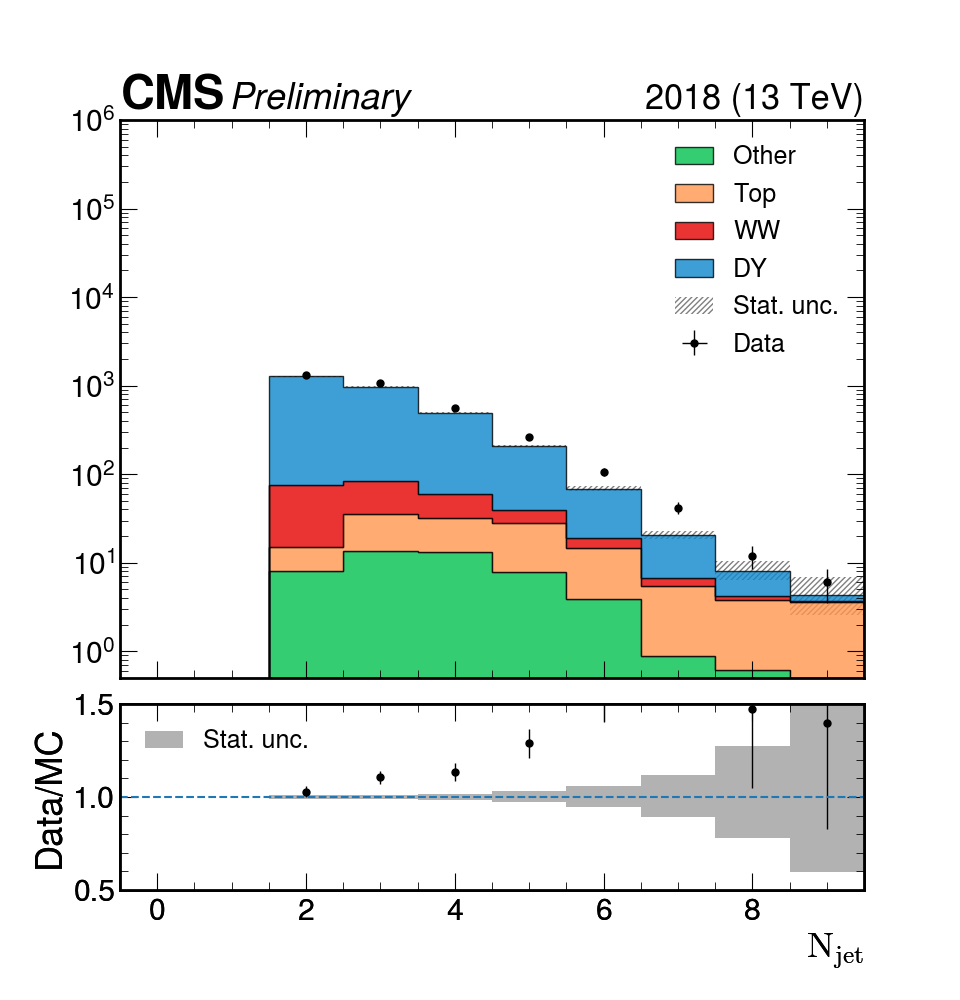 CMS Preliminary 2018 (13 TeV)
10^6
10^5
10^4
10^3
10^2
10^1
10^0
Other
Top
WW
DY
Stat. unc.
Data
Data/MC
1.5
1.0
0.5
Stat. unc.
0 2 4 6 8
N_jet